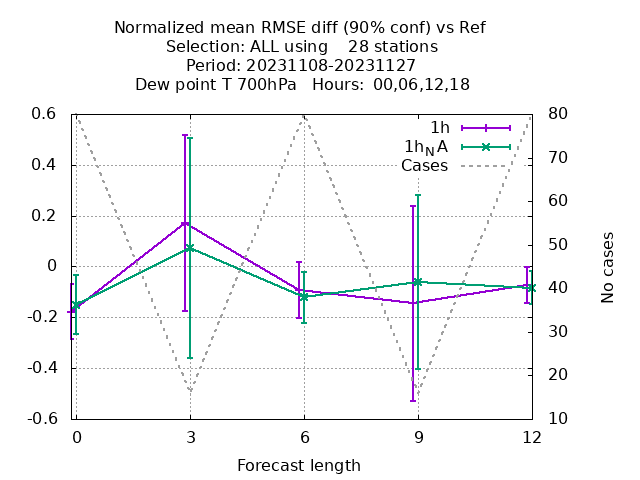 Normalized mean RMSE diff (90% conf) vs Ref
Selection: ALL using    28 stations
Period: 20231108-20231127
Dew point T 700hPa   Hours: 00,06,12,18
0.6
0.4
0.2
0
-0.2
-0.4
-0.6
80
70
60
50
40
30
20
10
1h
1h_NA
Cases
No cases
0 3 6 9 12
Forecast length